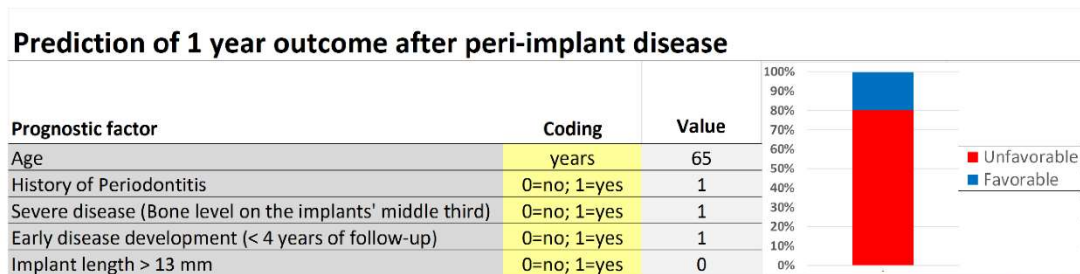 Prediction of 1 year outcome after peri-implant disease
Prognostic factor Coding Value
Age years 65
History of Periodontitis 0=no; 1=yes 1
Severe disease (Bone level on the implants' middle third) 0=no; 1=yes 1
Early disease development (< 4 years of follow-up) 0=no; 1=yes 1
Implant length > 13 mm 0=no; 1=yes 0
100%
90%
80%
70%
60%
50%
40%
30%
20%
10%
0%
Unfavorable
Favorable